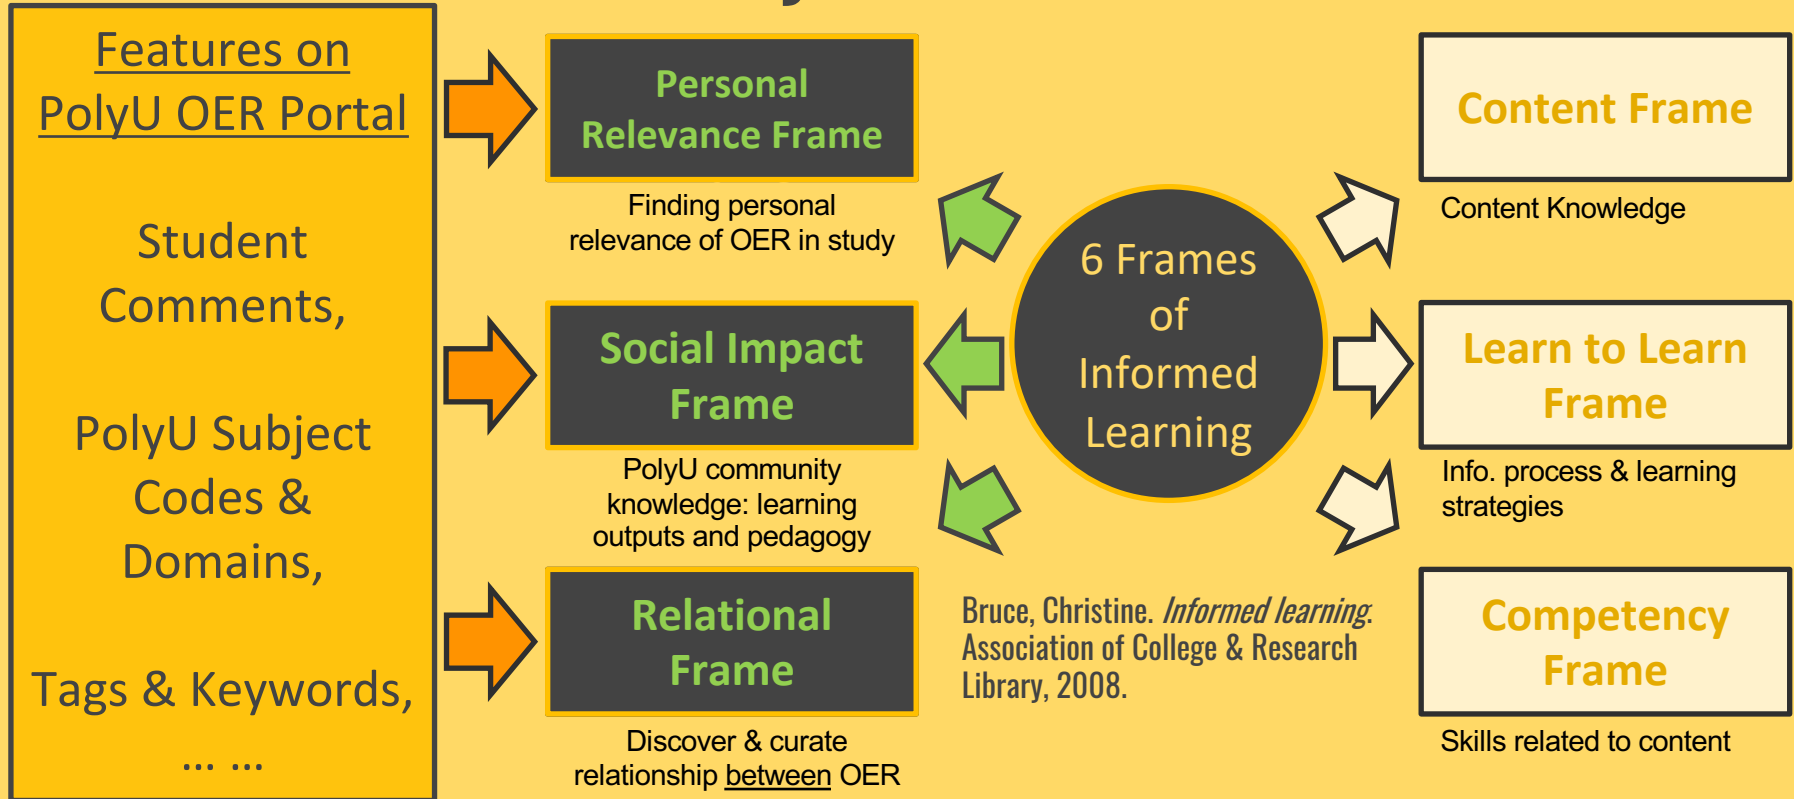 Features on
PolyU OER Portal
Student
Comments,
PolyU Subject
Codes &
Domains,
Tags & Keywords,
... ...
Personal
Relevance Frame
Finding personal
relevance of OER in study
Social Impact
Frame
PolyU community
knowledge: learning
outputs and pedagogy
Relational
Frame
Discover & curate
relationship between OER
6 Frames
of
Informed
Learning
Bruce, Christine. Informed learning.
Association of College & Research
Library, 2008.
Content Frame
Content Knowledge
Learn to Learn
Frame
Info. process & learning
strategies
Competency
Frame
Skills related to content